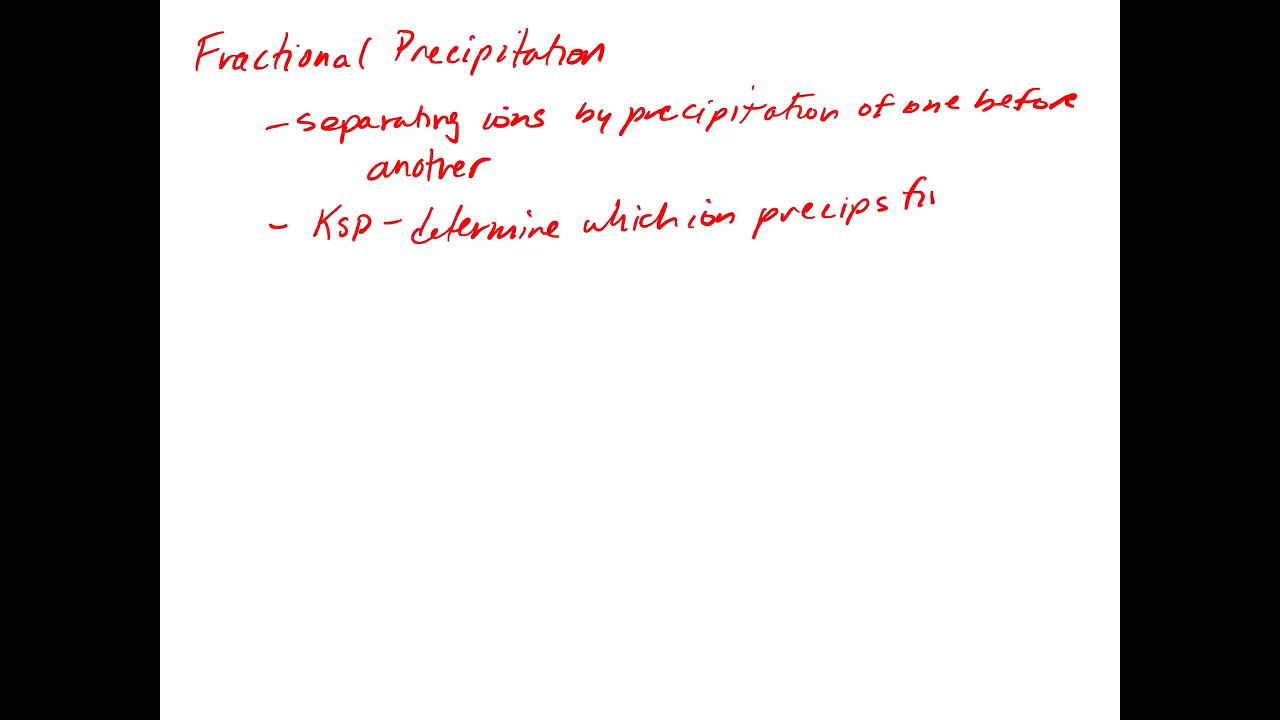 Fractional Precipitation
- separating ions by precipitation of one before
another
- Ksp - determine which ion precips